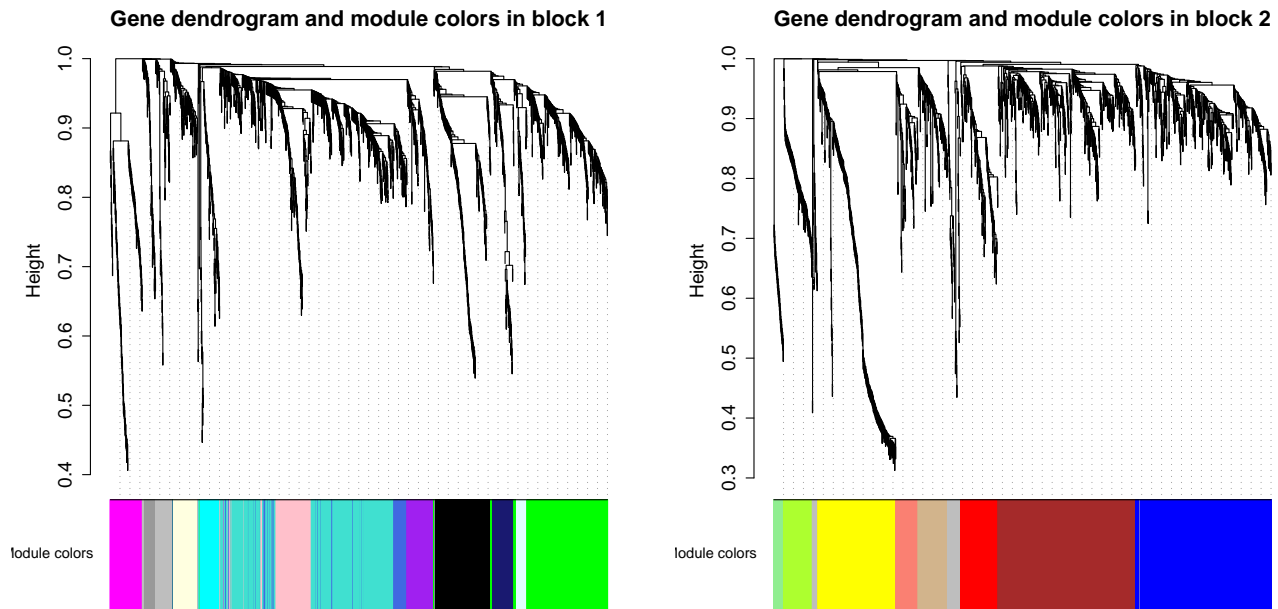 Gene dendrogram and module colors in block 1
1.0
0.9
0.8
0.7
0.6
0.5
0.4
Height
Module colors
Gene dendrogram and module colors in block 2
1.0
0.9
0.8
0.7
0.6
0.5
0.4
0.3
Height
Module colors